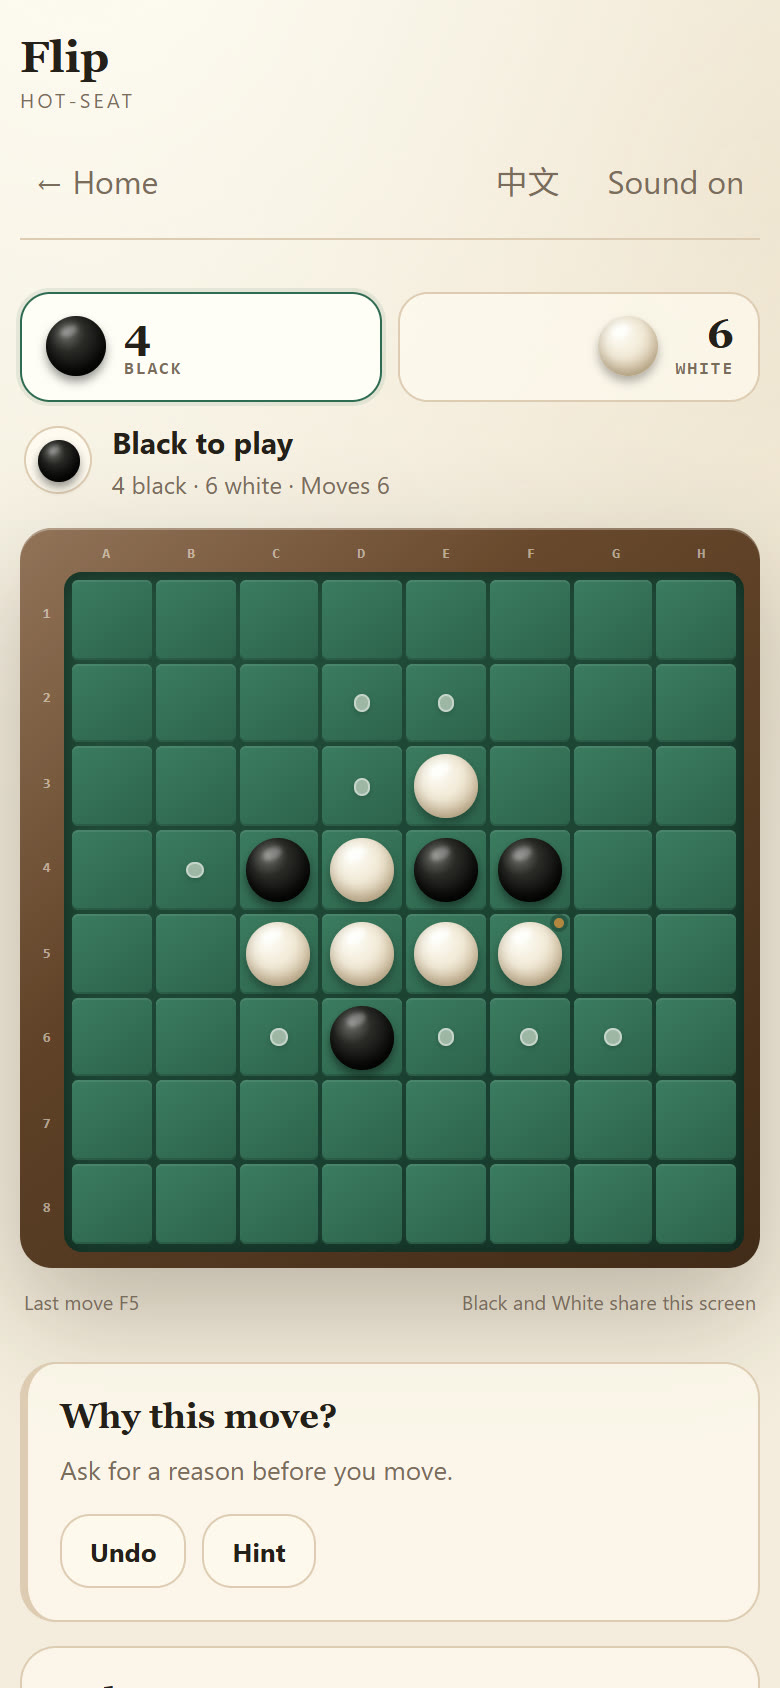 Flip
HOT-SEAT
← Home 中文 Sound on
4
BLACK
6
WHITE
Black to play
4 black · 6 white · Moves 6
A B C D E F G H
1
2
3
4
5
6
7
8
Last move F5 Black and White share this screen
Why this move?
Ask for a reason before you move.
Undo Hint